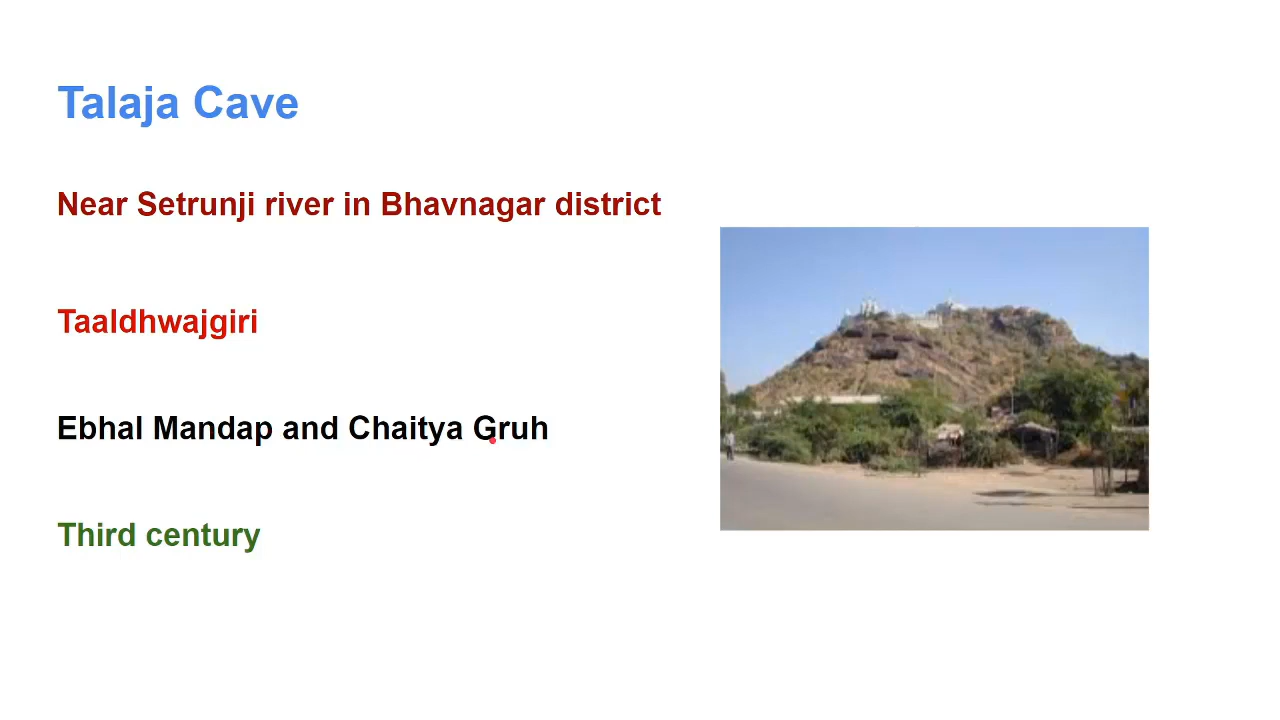 Talaja Cave
Near Setrunji river in Bhavnagar district
Taaldhwajgiri
Ebhal Mandap and Chaitya Gruh
Third century